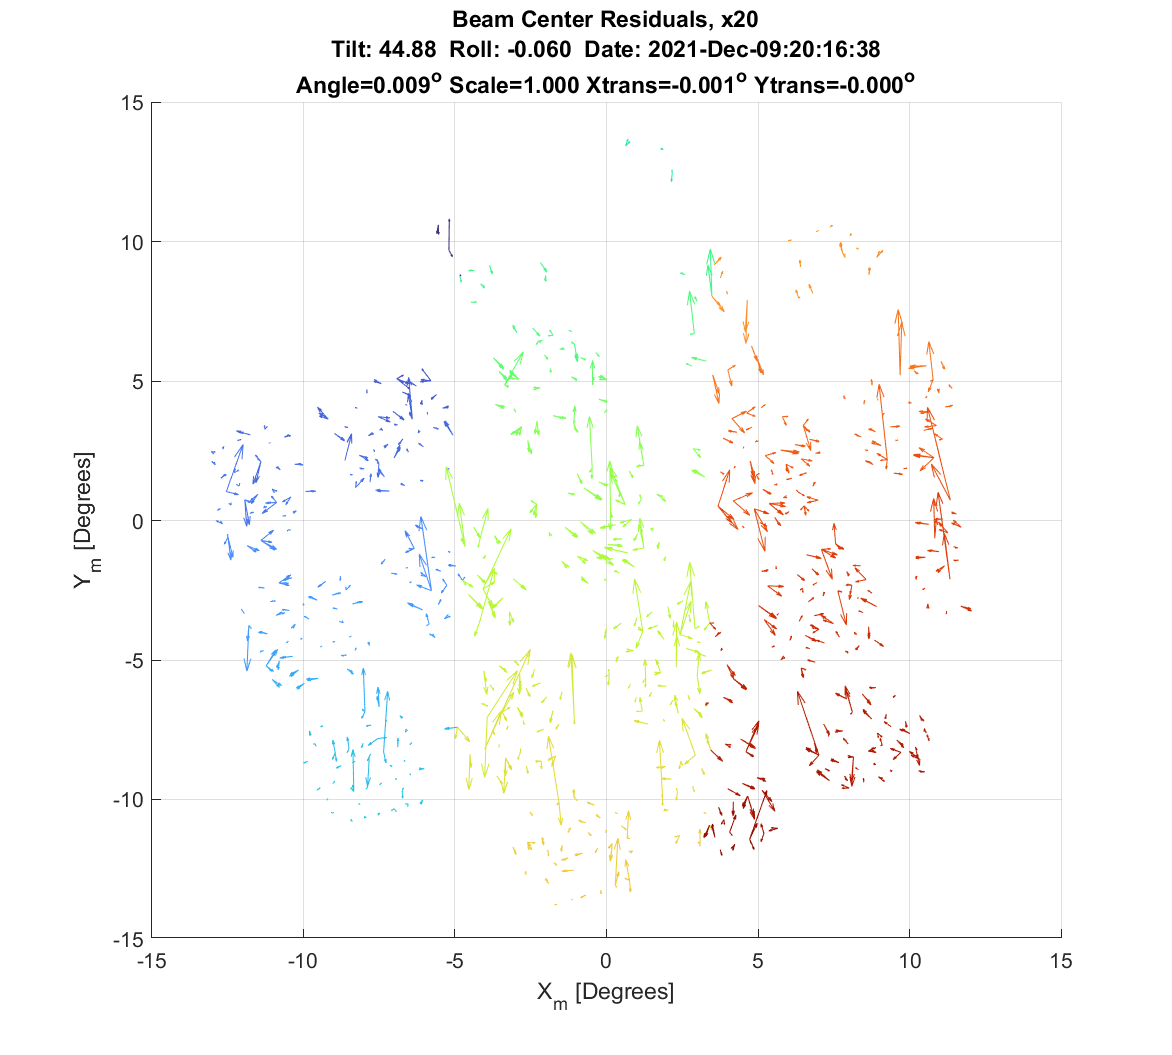 Beam Center Residuals, x20
Tilt: 44.88  Roll: -0.060  Date: 2021-Dec-09:20:16:38
Angle=0.009° Scale=1.000 Xtrans=-0.001° Ytrans=-0.000°
15
10
5
0
-5
-10
-15
Y_m [Degrees]
-15 -10 -5 0 5 10 15
X_m [Degrees]